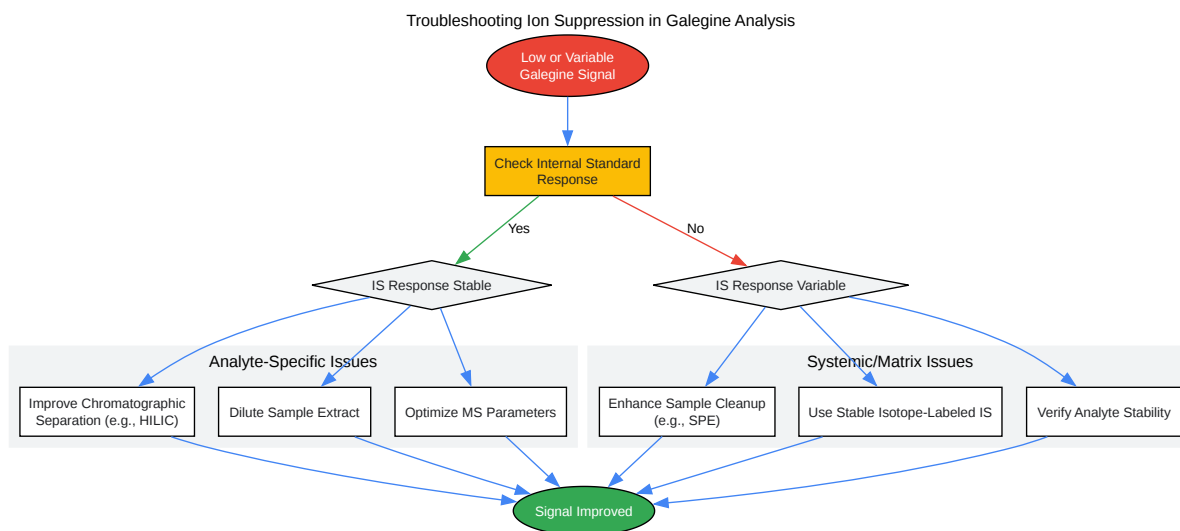 Troubleshooting Ion Suppression in Galegine Analysis
Low or Variable
Galegine Signal
Check Internal Standard
Response
Yes
No
IS Response Stable
IS Response Variable
Analyte-Specific Issues
Systemic/Matrix Issues
Improve Chromatographic
Separation (e.g., HILIC)
Dilute Sample Extract
Optimize MS Parameters
Enhance Sample Cleanup
(e.g., SPE)
Use Stable Isotope-Labeled IS
Verify Analyte Stability
Signal Improved